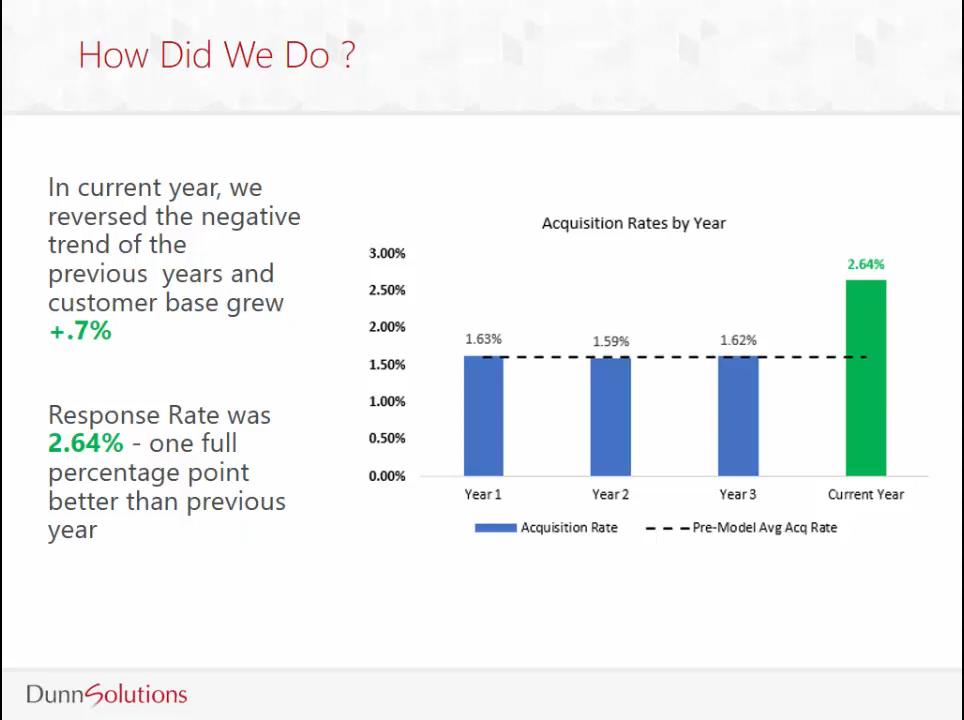 How Did We Do ?
In current year, we
reversed the negative
trend of the
previous  years and
customer base grew
+.7%
Response Rate was
2.64% - one full
percentage point
better than previous
year
Acquisition Rates by Year
3.00%
2.50%
2.00%
1.50%
1.00%
0.50%
0.00%
1.63%
1.59%
1.62%
2.64%
Year 1
Year 2
Year 3
Current Year
Acquisition Rate
Pre-Model Avg Acq Rate
DunnSolutions